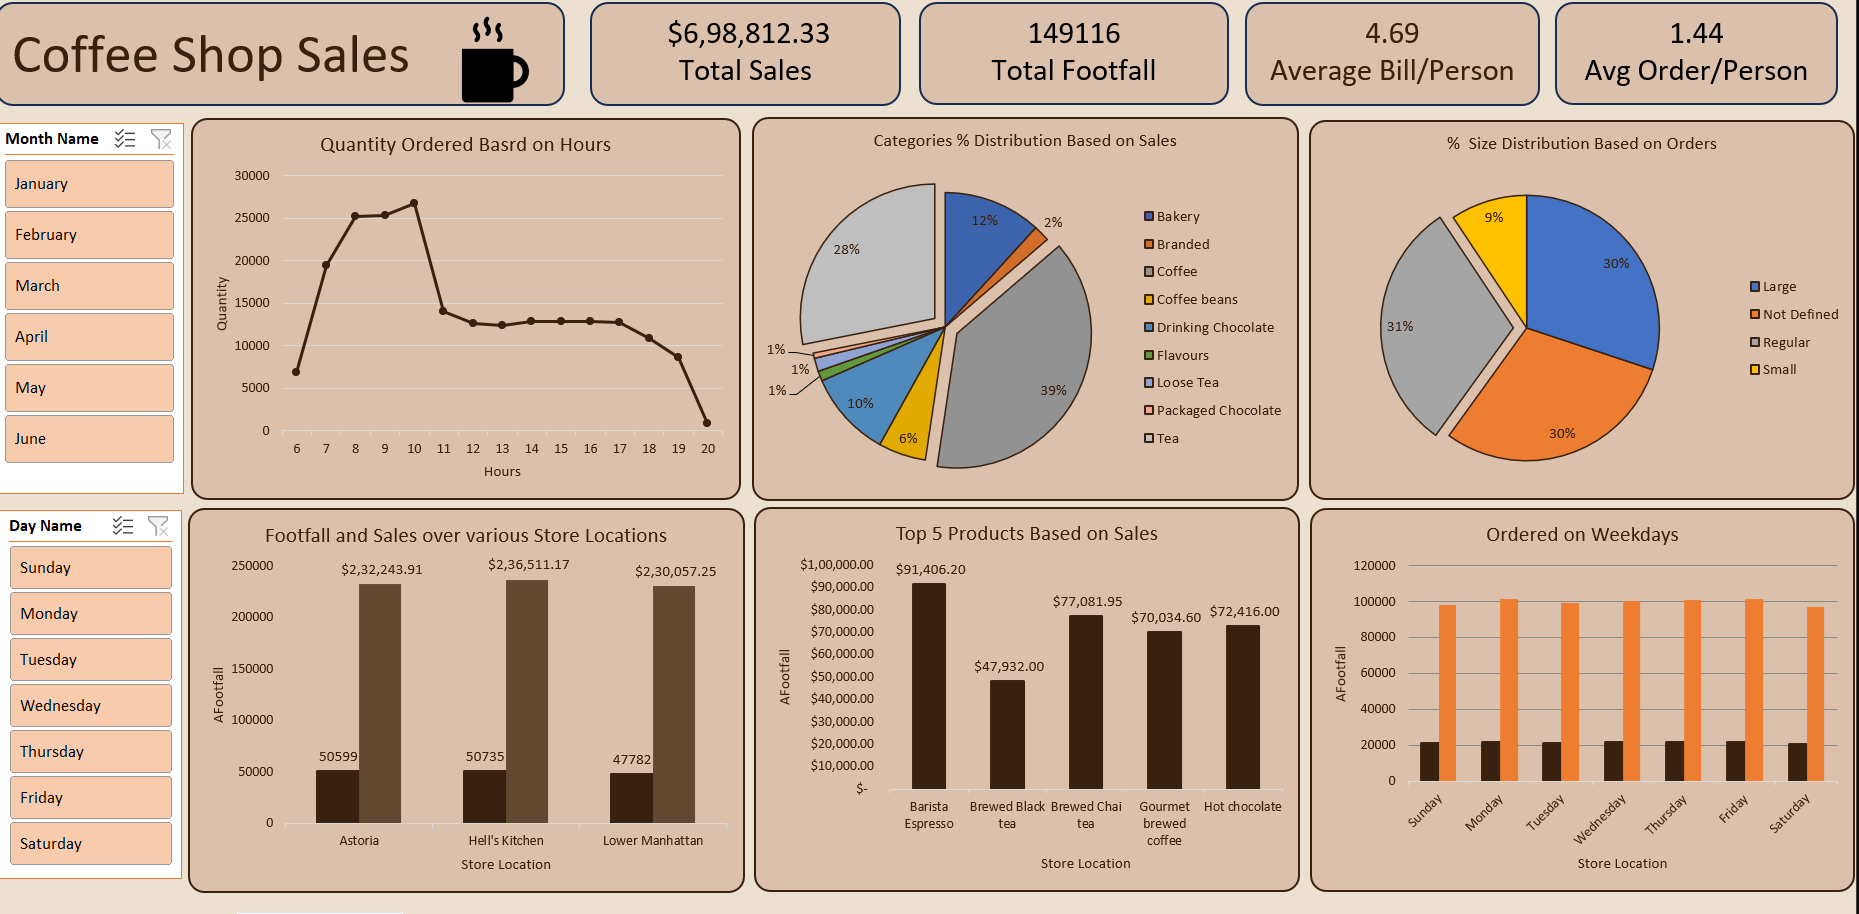 Coffee Shop Sales
$6,98,812.33
Total Sales
149116
Total Footfall
4.69
Average Bill/Person
1.44
Avg Order/Person
Month Name
January
February
March
April
May
June
Quantity Ordered Basrd on Hours
30000
25000
20000
15000
10000
5000
0
Quantity
6 7 8 9 10 11 12 13 14 15 16 17 18 19 20
Hours
Categories % Distribution Based on Sales
12%
2%
28%
39%
1%
1%
1%
10%
6%
Bakery
Branded
Coffee
Coffee beans
Drinking Chocolate
Flavours
Loose Tea
Packaged Chocolate
Tea
% Size Distribution Based on Orders
9%
30%
31%
30%
Large
Not Defined
Regular
Small
Day Name
Sunday
Monday
Tuesday
Wednesday
Thursday
Friday
Saturday
Footfall and Sales over various Store Locations
250000
200000
150000
100000
50000
0
AFootfall
$2,32,243.91
$2,36,511.17
$2,30,057.25
50599
50735
47782
Astoria
Hell's Kitchen
Lower Manhattan
Store Location
Top 5 Products Based on Sales
$1,00,000.00
$90,000.00
$80,000.00
$70,000.00
$60,000.00
$50,000.00
$40,000.00
$30,000.00
$20,000.00
$10,000.00
$-
AFootfall
$91,406.20
$47,932.00
$77,081.95
$70,034.60
$72,416.00
Barista
Espresso
Brewed Black
tea
Brewed Chai
tea
Gourmet
brewed
coffee
Hot chocolate
Store Location
Ordered on Weekdays
120000
100000
80000
60000
40000
20000
0
AFootfall
Sunday
Monday
Tuesday
Wednesday
Thursday
Friday
Saturday
Store Location